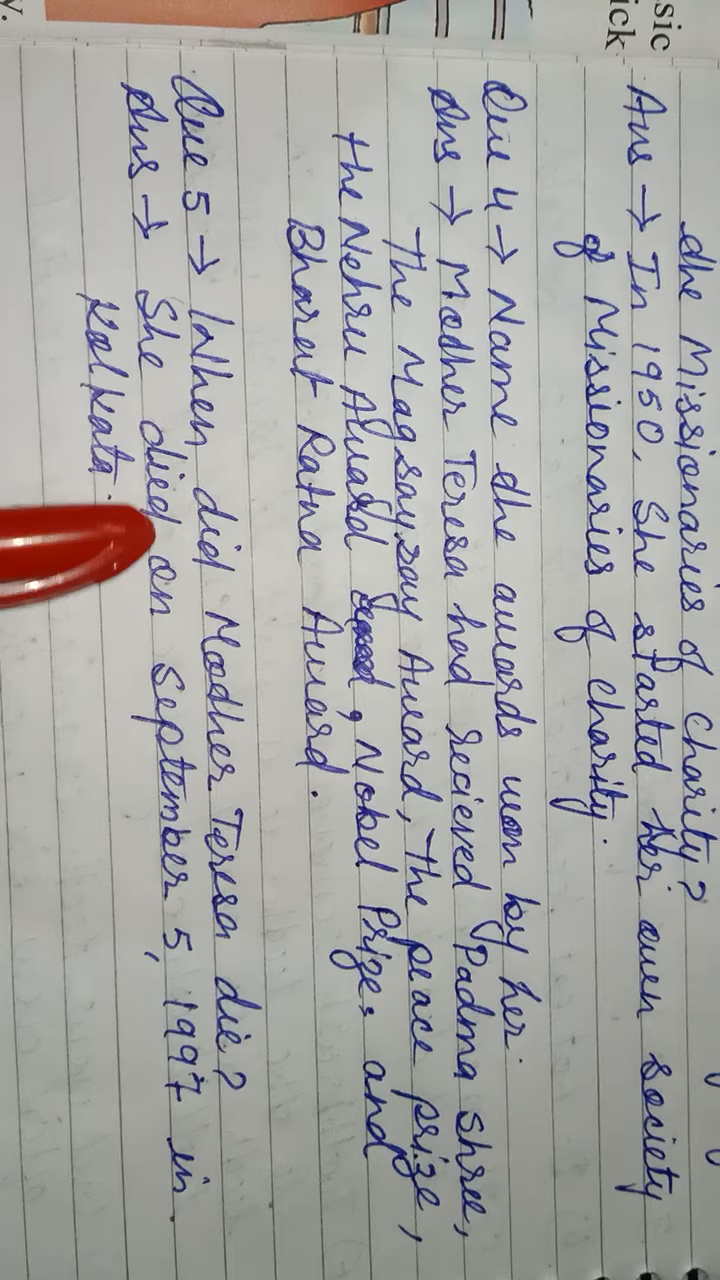 sic
ick
the Missionaries of Charity?
Ans → In 1950, She started her own society
of Missionaries of charity.
Que 4 → Name the awards won by her.
Ans → Mother Teresa had recieved Padma Shree,
The Magsaysay Award, The peace prize,
the Nehru Award, Nobel Prize, and
Bharat Ratna Award.
Que 5 → When did Mother Teresa die?
Ans → She died on September 5, 1997 in
Kolkata.